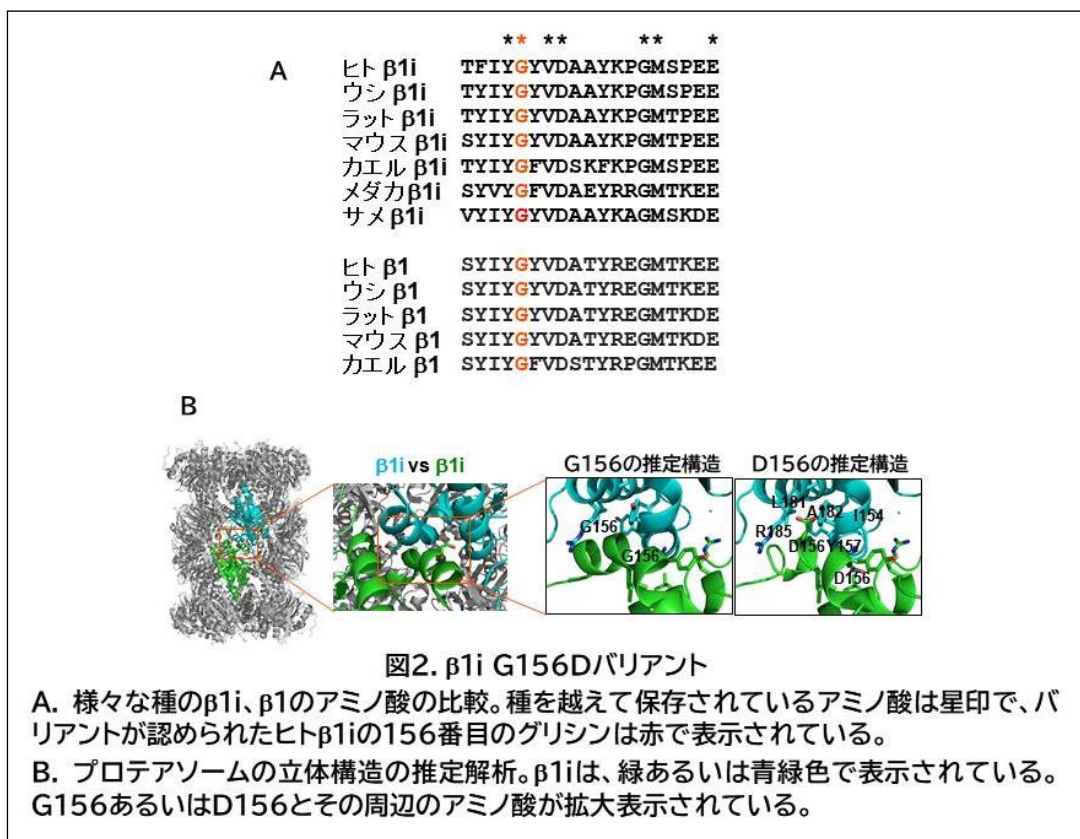 * * * * * * *
A
ヒト β1i TFIYGYVDAAYKPGMSPEE
ウシ β1i TYIYGYVDAAYKPGMSPEE
ラット β1i TYIYGYVDAAYKPGMTPEE
マウス β1i SYIYGYVDAAYKPGMTPEE
カエル β1i TYIYGFVDSKFKPGMSPEE
メダカ β1i SYVYGFVDAEYRRGMTKEE
サメ β1i VYIYGYVDAAYKAGMSKDE
ヒト β1 SYIYGYVDATYREGMTKEE
ウシ β1 SYIYGYVDATYREGMTKEE
ラット β1 SYIYGYVDATYREGMTKDE
マウス β1 SYIYGYVDATYREGMTKDE
カエル β1 SYIYGFVDSTYRPGMTKEE
B
β1i vs β1i
G156の推定構造
G156
G156
D156の推定構造
L181
A182
I154
R185
D156 Y157
D156
図2. β1i G156Dバリアント
A. 様々な種のβ1i、β1のアミノ酸の比較。種を越えて保存されているアミノ酸は星印で、バ
リアントが認められたヒトβ1iの156番目のグリシンは赤で表示されている。
B. プロテアソームの立体構造の推定解析。β1iは、緑あるいは青緑色で表示されている。
G156あるいはD156とその周辺のアミノ酸が拡大表示されている。